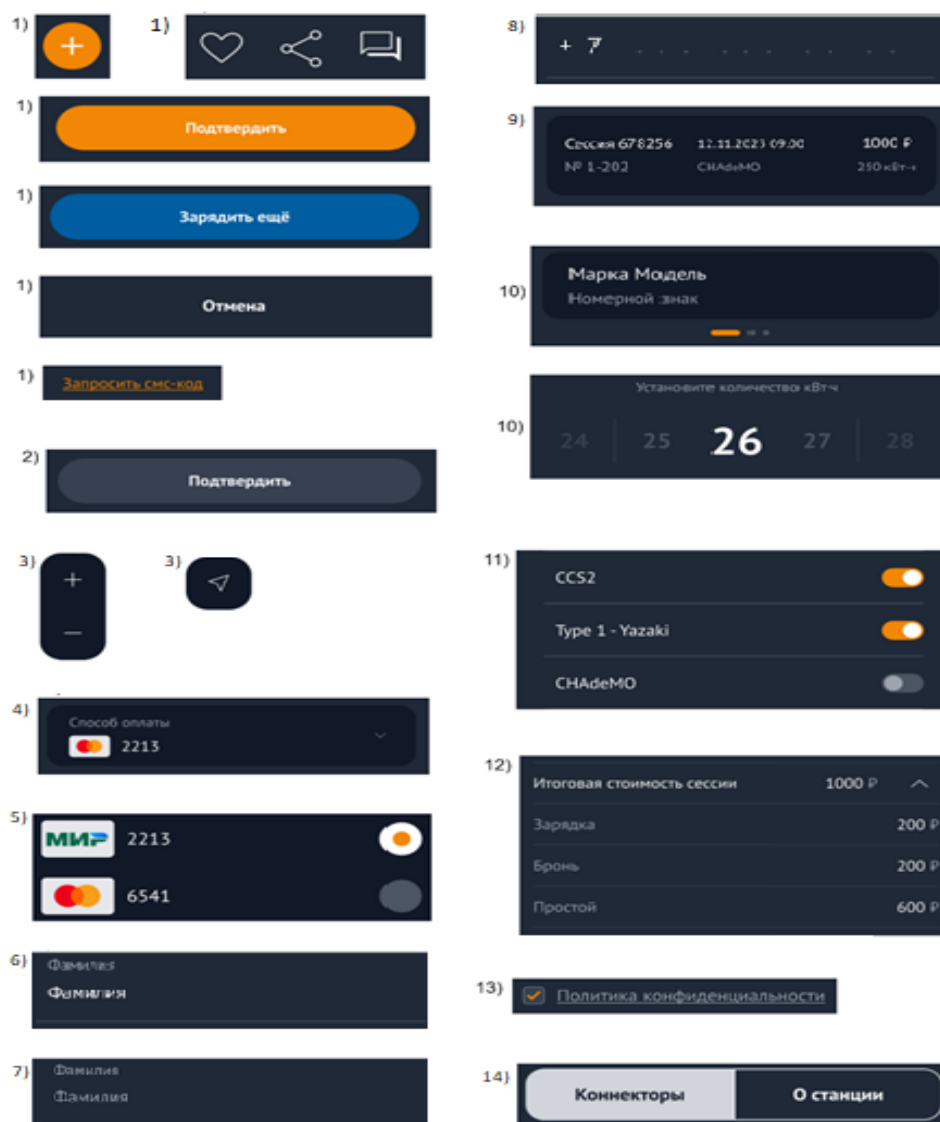 1)
1)
1)
Подтвердить
1)
Зарядить ещё
1)
Отмена
1)
Запросить смс-код
2)
Подтвердить
3)
3)
4)
Способ оплаты
2213
5)
МИР 2213
6541
6)
Фамилия
Фамилия
7)
Фамилия
Фамилия
8)
+ 7
9)
Сессия 678256 12.11.2023 09:00 1000 ₽
№ 1-202 CHAdeMO 250 кВт-ч
10)
Марка Модель
Номерной знак
10)
Установите количество кВт-ч
24 25 26 27 28
11)
CCS2
Type 1 - Yazaki
CHAdeMO
12)
Итоговая стоимость сессии 1000 ₽
Зарядка 200 ₽
Бронь 200 ₽
Простой 600 ₽
13)
Политика конфиденциальности
14)
Коннекторы О станции